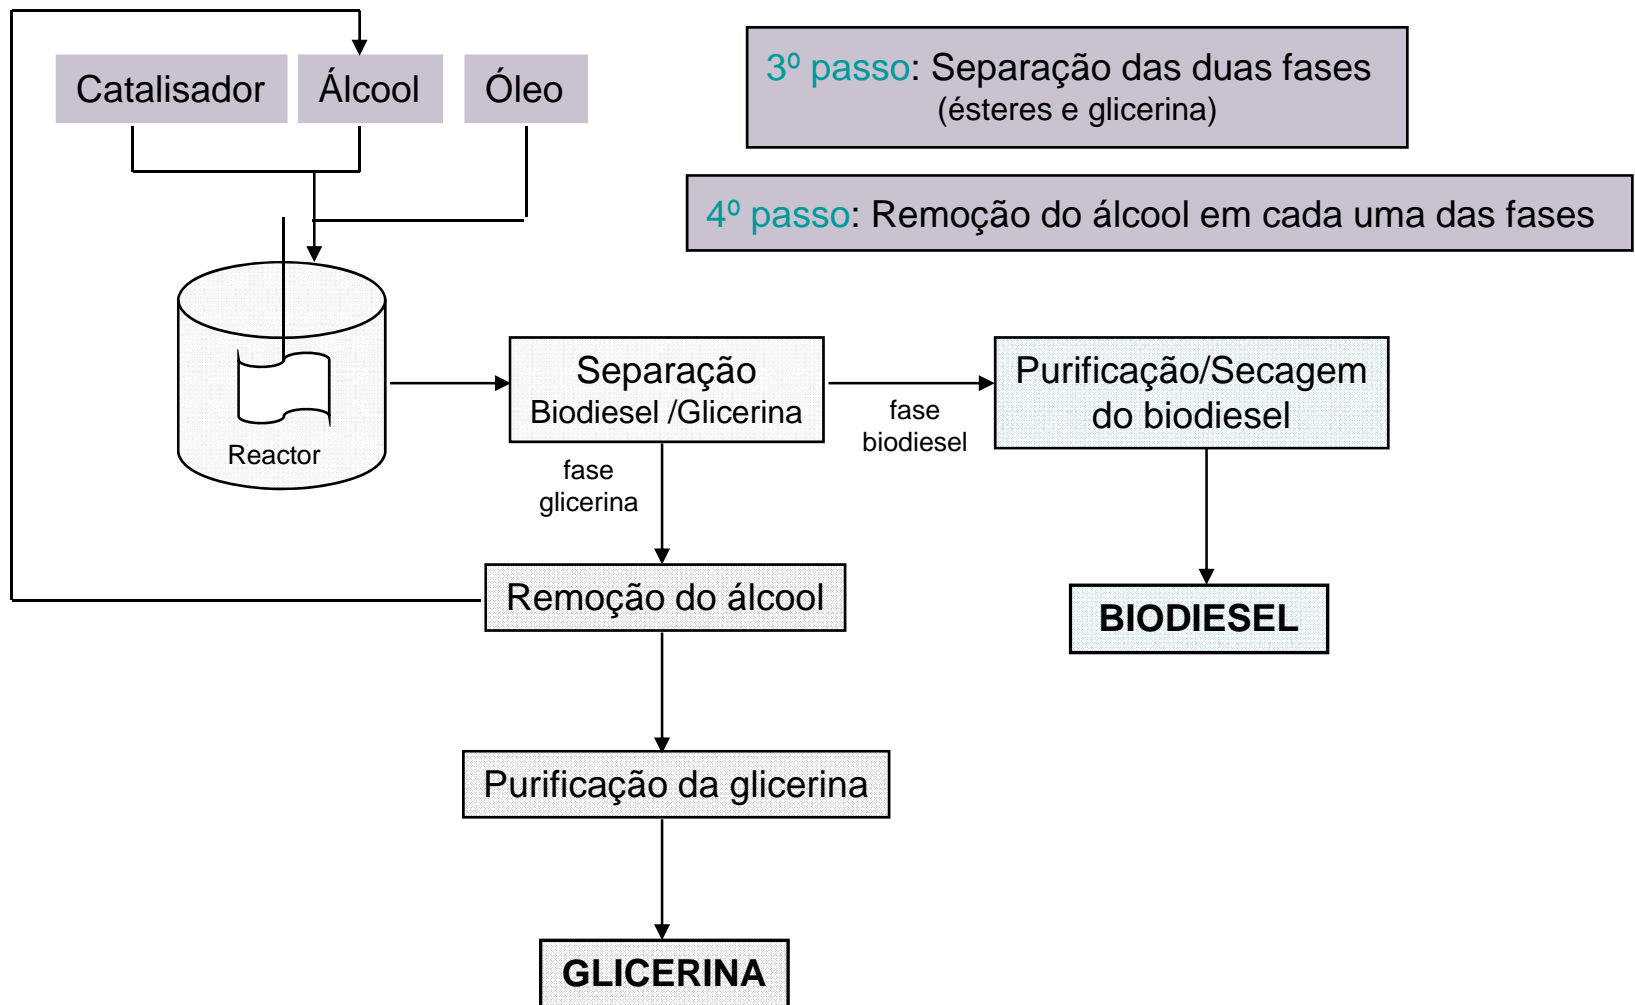 Catalisador
Álcool
Óleo
3º passo: Separação das duas fases
(ésteres e glicerina)
4º passo: Remoção do álcool em cada uma das fases
Reactor
Separação
Biodiesel /Glicerina
fase
biodiesel
Purificação/Secagem
do biodiesel
fase
glicerina
Remoção do álcool
BIODIESEL
Purificação da glicerina
GLICERINA